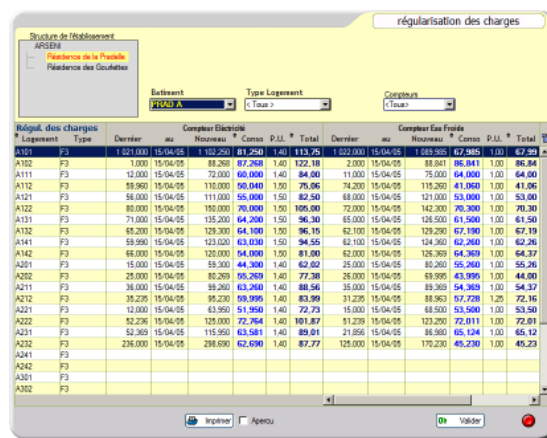 régularisation des charges
Structure de l'établissement
ARSENI
Résidence de la Pradelle
Résidence des Gourlettes
Batiment Type Logement Compteurs
PRAD A < Tous > <Tous>
Régul. des charges Compteur Electricité Compteur Eau Froide
Logement Type Dernier au Nouveau Conso P.U. Total Dernier au Nouveau Conso P.U. Total
A101 F3 1 021,000 15/04/05 1 102,250 81,250 1,40 113,75 1 022,000 15/04/05 1 089,985 67,985 1,00 67,99
A102 F3 1,000 15/04/05 88,268 87,268 1,40 122,18 2,000 15/04/05 88,841 86,841 1,00 86,84
A111 F3 12,000 15/04/05 72,000 60,000 1,40 84,00 11,000 15/04/05 75,000 64,000 1,00 64,00
A112 F3 59,960 15/04/05 110,000 50,040 1,50 75,06 74,200 15/04/05 115,260 41,060 1,00 41,06
A121 F3 56,000 15/04/05 111,000 55,000 1,50 82,50 68,000 15/04/05 121,000 53,000 1,00 53,00
A122 F3 80,000 15/04/05 150,000 70,000 1,50 105,00 72,000 15/04/05 142,300 70,300 1,00 70,30
A131 F3 71,000 15/04/05 135,200 64,200 1,50 96,30 65,000 15/04/05 126,500 61,500 1,00 61,50
A132 F3 65,200 15/04/05 129,300 64,100 1,50 96,15 62,100 15/04/05 129,290 67,190 1,00 67,19
A141 F3 59,990 15/04/05 123,020 63,030 1,50 94,55 62,100 15/04/05 124,360 62,260 1,00 62,26
A142 F3 66,000 15/04/05 120,000 54,000 1,50 81,00 62,000 15/04/05 126,369 64,369 1,00 64,37
A201 F3 15,000 15/04/05 59,300 44,300 1,40 62,02 25,000 15/04/05 80,260 55,260 1,00 55,26
A202 F3 25,000 15/04/05 80,269 55,269 1,40 77,38 26,000 15/04/05 69,995 43,995 1,00 44,00
A211 F3 36,000 15/04/05 99,260 63,260 1,40 88,56 35,000 15/04/05 89,369 54,369 1,00 54,37
A212 F3 35,235 15/04/05 95,230 59,995 1,40 83,99 31,235 15/04/05 88,963 57,728 1,25 72,16
A221 F3 12,000 15/04/05 63,950 51,950 1,40 72,73 15,000 15/04/05 68,500 53,500 1,00 53,50
A222 F3 52,236 15/04/05 125,000 72,764 1,40 101,87 51,239 15/04/05 123,250 72,011 1,00 72,01
A231 F3 52,369 15/04/05 115,950 63,581 1,40 89,01 21,856 15/04/05 86,980 65,124 1,00 65,12
A232 F3 236,000 15/04/05 298,690 62,690 1,40 87,77 125,000 15/04/05 170,230 45,230 1,00 45,23
A241 F3
A242 F3
A301 F3
A302 F3
Imprimer Aperçu Valider